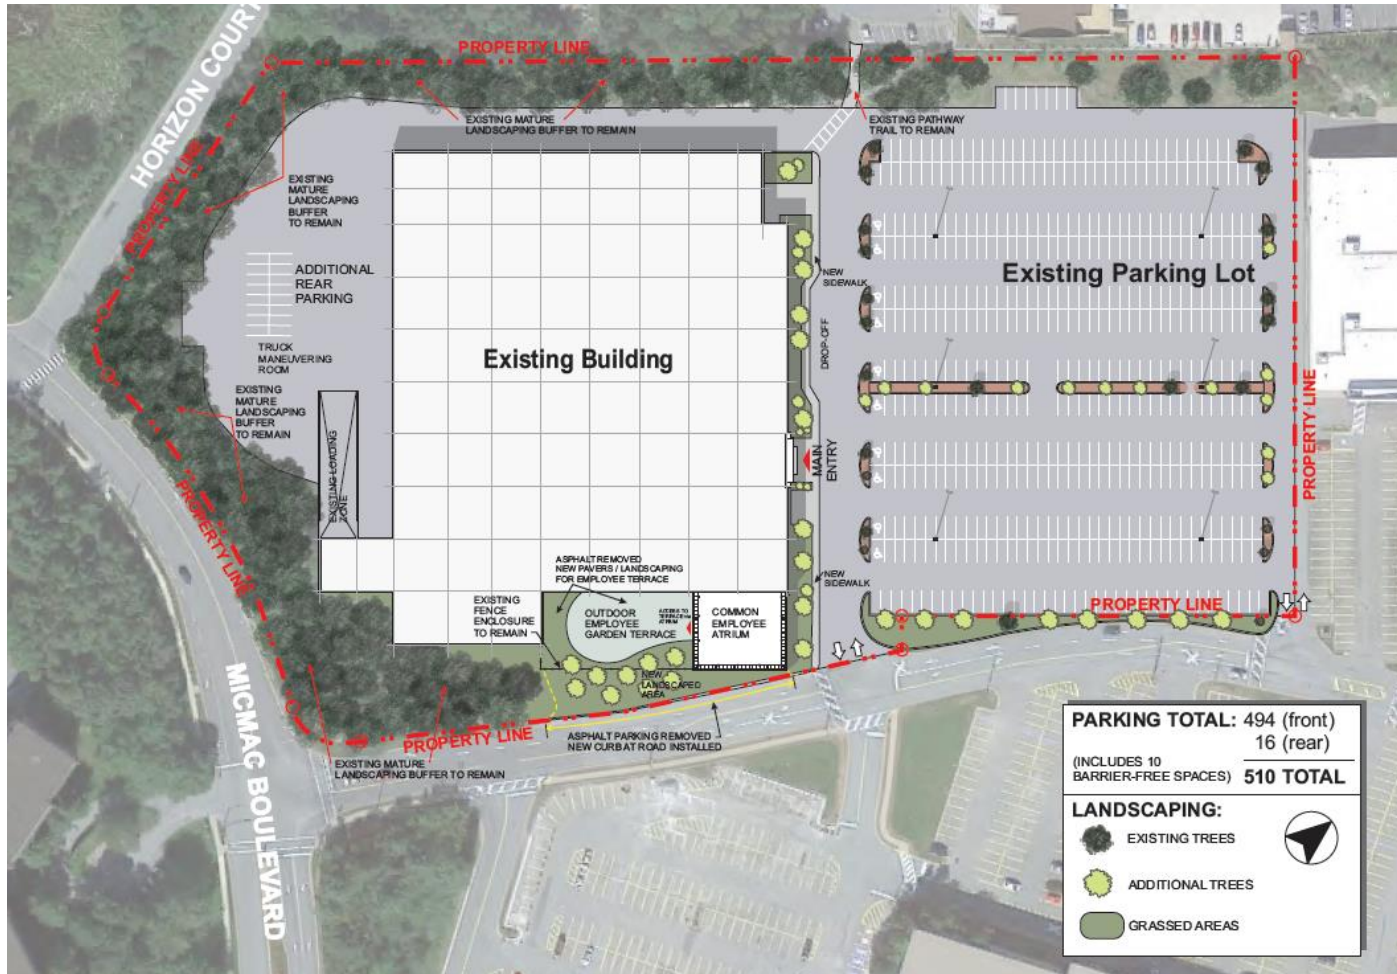 HORIZON COURT
PROPERTY LINE
EXISTING MATURE
LANDSCAPING BUFFER TO REMAIN
EXISTING PATHWAY
TRAIL TO REMAIN
PROPERTY LINE
EXISTING
MATURE
LANDSCAPING
BUFFER
TO REMAIN
ADDITIONAL
REAR
PARKING
NEW
SIDEWALK
Existing Parking Lot
TRUCK
MANEUVERING
ROOM
Existing Building
DROP-OFF
EXISTING
MATURE
LANDSCAPING
BUFFER
TO REMAIN
EXISTING LOADING
ZONE
MAIN
ENTRY
PROPERTY LINE
PROPERTY LINE
ASPHALT REMOVED
NEW PAVERS / LANDSCAPING
FOR EMPLOYEE TERRACE
NEW
SIDEWALK
EXISTING
FENCE
ENCLOSURE
TO REMAIN
OUTDOOR
EMPLOYEE
GARDEN TERRACE
ACCESS TO
TERRACE VIA
ATRIUM
COMMON
EMPLOYEE
ATRIUM
PROPERTY LINE
NEW
LANDSCAPED
AREA
MICMAC BOULEVARD
PROPERTY LINE
ASPHALT PARKING REMOVED
NEW CURB AT ROAD INSTALLED
EXISTING MATURE
LANDSCAPING BUFFER TO REMAIN
PARKING TOTAL: 494 (front)
16 (rear)
(INCLUDES 10
BARRIER-FREE SPACES) 510 TOTAL
LANDSCAPING:
EXISTING TREES
ADDITIONAL TREES
GRASSED AREAS